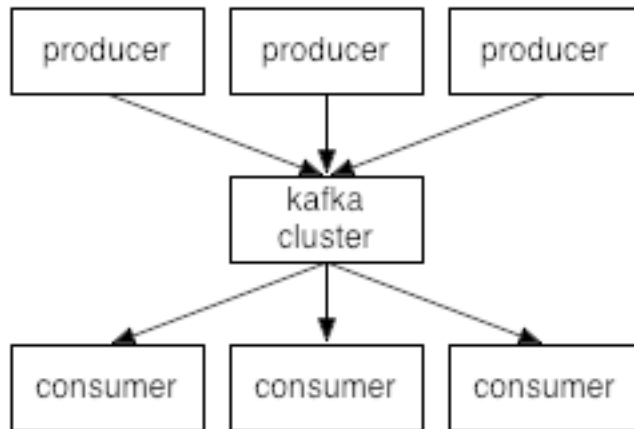 producer
producer
producer
kafka
cluster
consumer
consumer
consumer